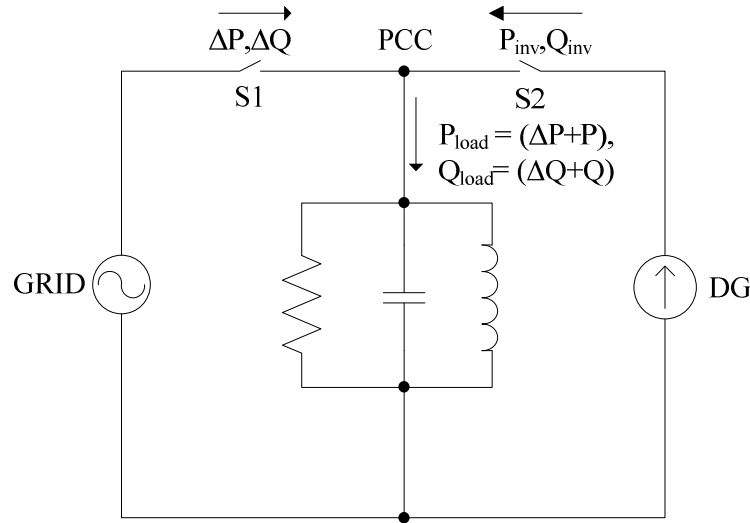 ΔP,ΔQ
PCC
P_inv,Q_inv
S1
S2
P_load = (ΔP+P),
Q_load= (ΔQ+Q)
GRID
DG